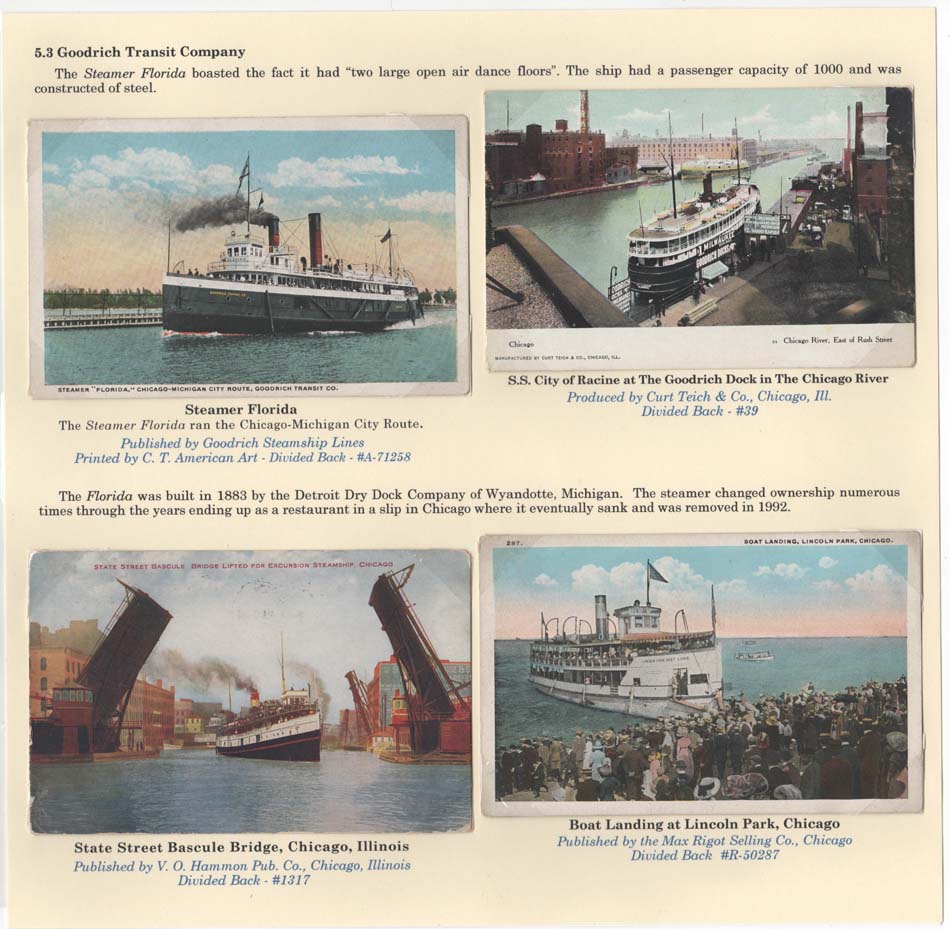 5.3 Goodrich Transit Company
The Steamer Florida boasted the fact it had "two large open air dance floors". The ship had a passenger capacity of 1000 and was
constructed of steel.
STEAMER "FLORIDA," CHICAGO-MICHIGAN CITY ROUTE, GOODRICH TRANSIT CO.
Steamer Florida
The Steamer Florida ran the Chicago-Michigan City Route.
Published by Goodrich Steamship Lines
Printed by C. T. American Art - Divided Back - #A-71258
MILWAUKEE
GOODRICH DOCKS
Chicago
Chicago River, East of Rush Street
MANUFACTURED BY CURT TEICH & CO., CHICAGO, ILL.
S.S. City of Racine at The Goodrich Dock in The Chicago River
Produced by Curt Teich & Co., Chicago, Ill.
Divided Back - #39
The Florida was built in 1883 by the Detroit Dry Dock Company of Wyandotte, Michigan. The steamer changed ownership numerous
times through the years ending up as a restaurant in a slip in Chicago where it eventually sank and was removed in 1992.
STATE STREET BASCULE BRIDGE LIFTED FOR EXCURSION STEAMSHIP, CHICAGO
State Street Bascule Bridge, Chicago, Illinois
Published by V. O. Hammon Pub. Co., Chicago, Illinois
Divided Back - #1317
287.
BOAT LANDING, LINCOLN PARK, CHICAGO.
LINCOLN PARK BOAT LINE
Boat Landing at Lincoln Park, Chicago
Published by the Max Rigot Selling Co., Chicago
Divided Back #R-50287